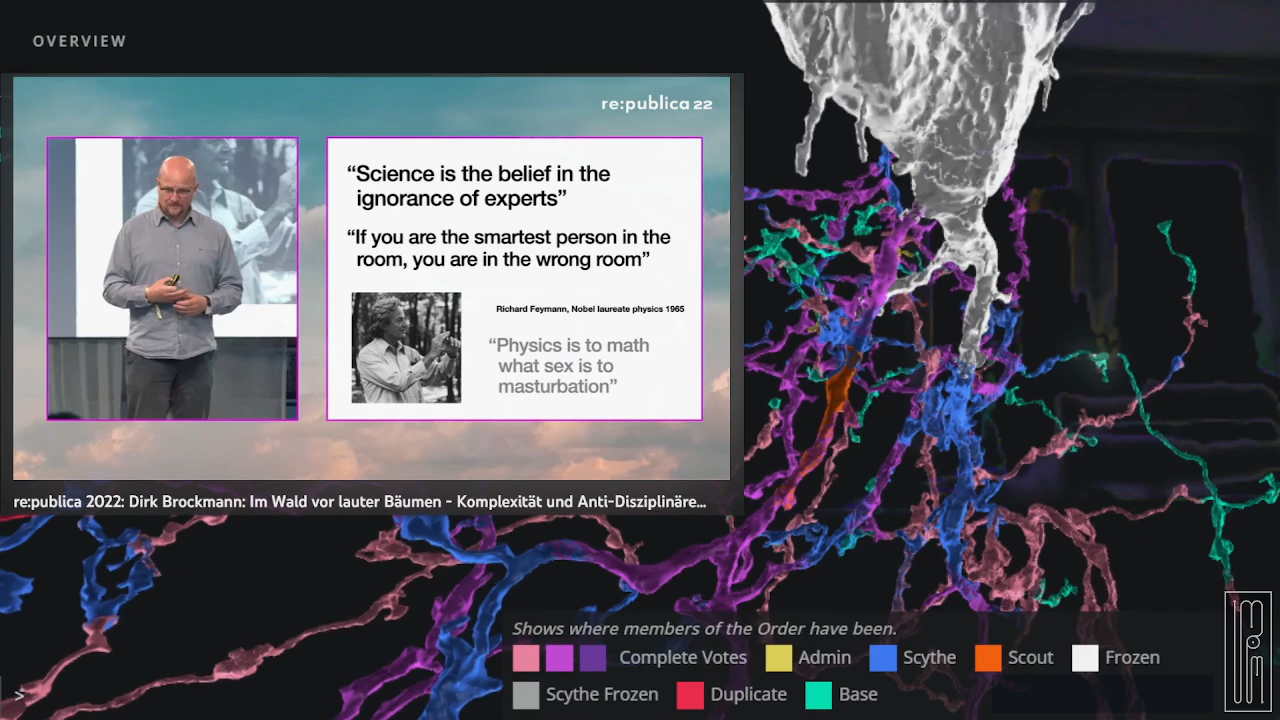 OVERVIEW
re:publica 22
“Science is the belief in the
ignorance of experts”
“If you are the smartest person in the
room, you are in the wrong room”
Richard Feymann, Nobel laureate physics 1965
“Physics is to math
what sex is to
masturbation”
re:publica 2022: Dirk Brockmann: Im Wald vor lauter Bäumen - Komplexität und Anti-Disziplinäre...
Shows where members of the Order have been.
Complete Votes Admin Scythe Scout Frozen
Scythe Frozen Duplicate Base
>